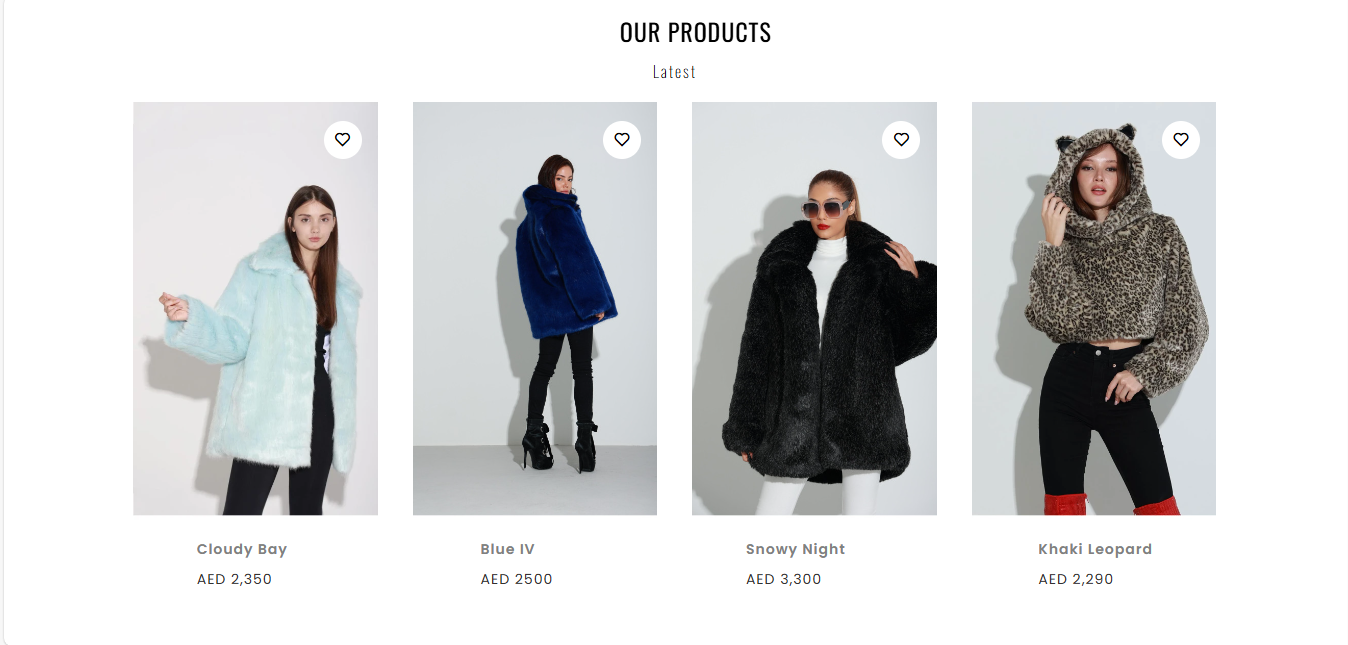 OUR PRODUCTS
Latest
Cloudy Bay
AED 2,350
Blue IV
AED 2500
Snowy Night
AED 3,300
Khaki Leopard
AED 2,290